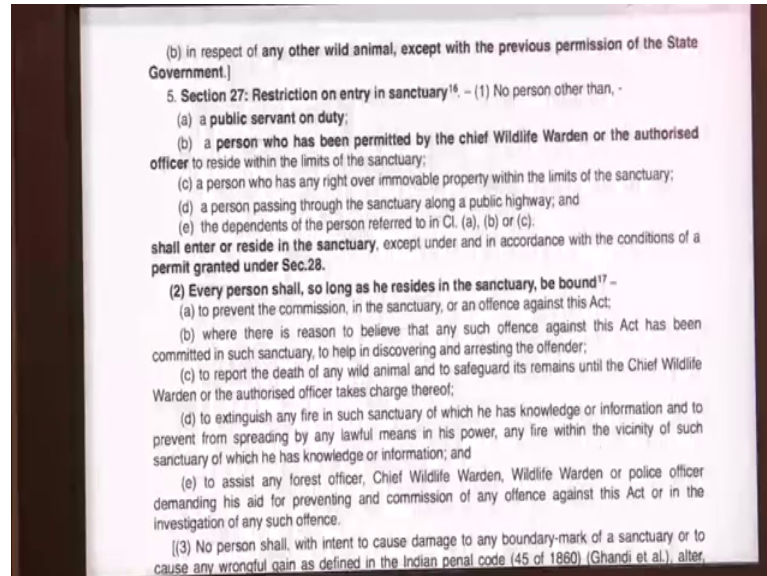 (b) in respect of any other wild animal, except with the previous permission of the State
Government.]
5. Section 27: Restriction on entry in sanctuary16. – (1) No person other than, -
(a) a public servant on duty;
(b) a person who has been permitted by the chief Wildlife Warden or the authorised
officer to reside within the limits of the sanctuary;
(c) a person who has any right over immovable property within the limits of the sanctuary;
(d) a person passing through the sanctuary along a public highway; and
(e) the dependents of the person referred to in Cl. (a), (b) or (c).
shall enter or reside in the sanctuary, except under and in accordance with the conditions of a
permit granted under Sec.28.
(2) Every person shall, so long as he resides in the sanctuary, be bound17 –
(a) to prevent the commission, in the sanctuary, or an offence against this Act;
(b) where there is reason to believe that any such offence against this Act has been
committed in such sanctuary, to help in discovering and arresting the offender;
(c) to report the death of any wild animal and to safeguard its remains until the Chief Wildlife
Warden or the authorised officer takes charge thereof;
(d) to extinguish any fire in such sanctuary of which he has knowledge or information and to
prevent from spreading by any lawful means in his power, any fire within the vicinity of such
sanctuary of which he has knowledge or information; and
(e) to assist any forest officer, Chief Wildlife Warden, Wildlife Warden or police officer
demanding his aid for preventing and commission of any offence against this Act or in the
investigation of any such offence.
[(3) No person shall, with intent to cause damage to any boundary-mark of a sanctuary or to
cause any wrongful gain as defined in the Indian penal code (45 of 1860) (Ghandi et al.), alter,